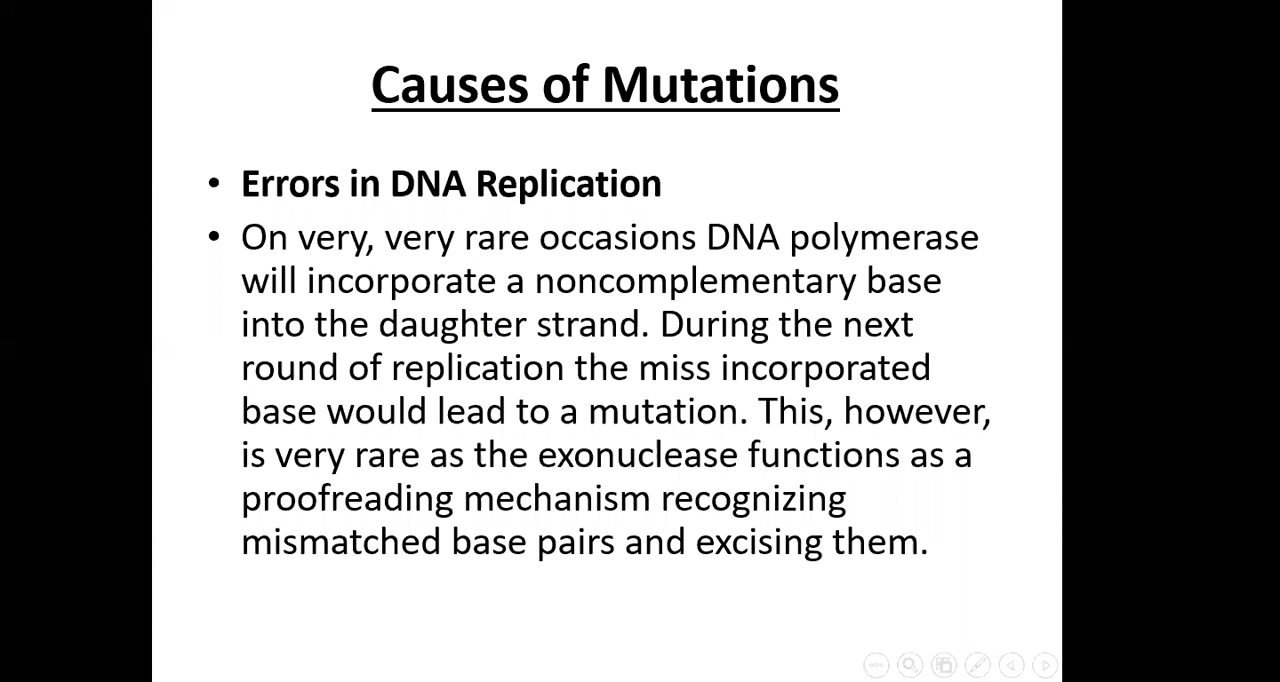 Causes of Mutations
• Errors in DNA Replication
• On very, very rare occasions DNA polymerase
will incorporate a noncomplementary base
into the daughter strand. During the next
round of replication the miss incorporated
base would lead to a mutation. This, however,
is very rare as the exonuclease functions as a
proofreading mechanism recognizing
mismatched base pairs and excising them.